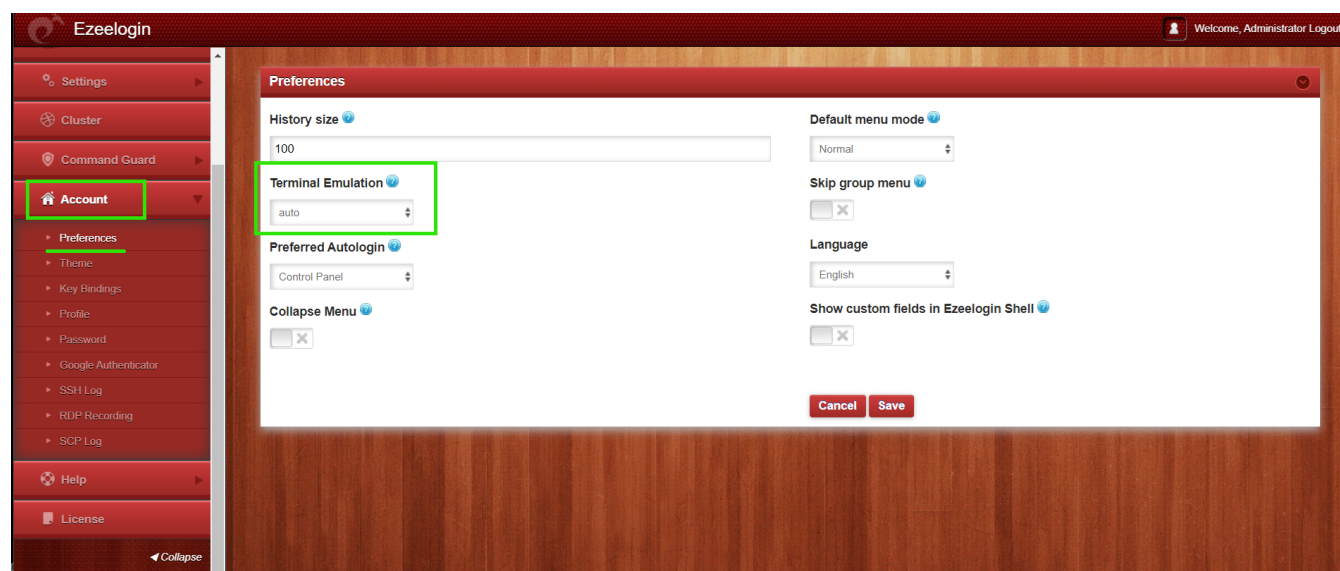 Ezeelogin
Welcome, Administrator Logout
Settings
Cluster
Command Guard
Account
Preferences
Theme
Key Bindings
Profile
Password
Google Authenticator
SSH Log
RDP Recording
SCP Log
Help
License
Collapse
Preferences
History size
100
Terminal Emulation
auto
Preferred Autologin
Control Panel
Collapse Menu
Default menu mode
Normal
Skip group menu
Language
English
Show custom fields in Ezeelogin Shell
Cancel Save